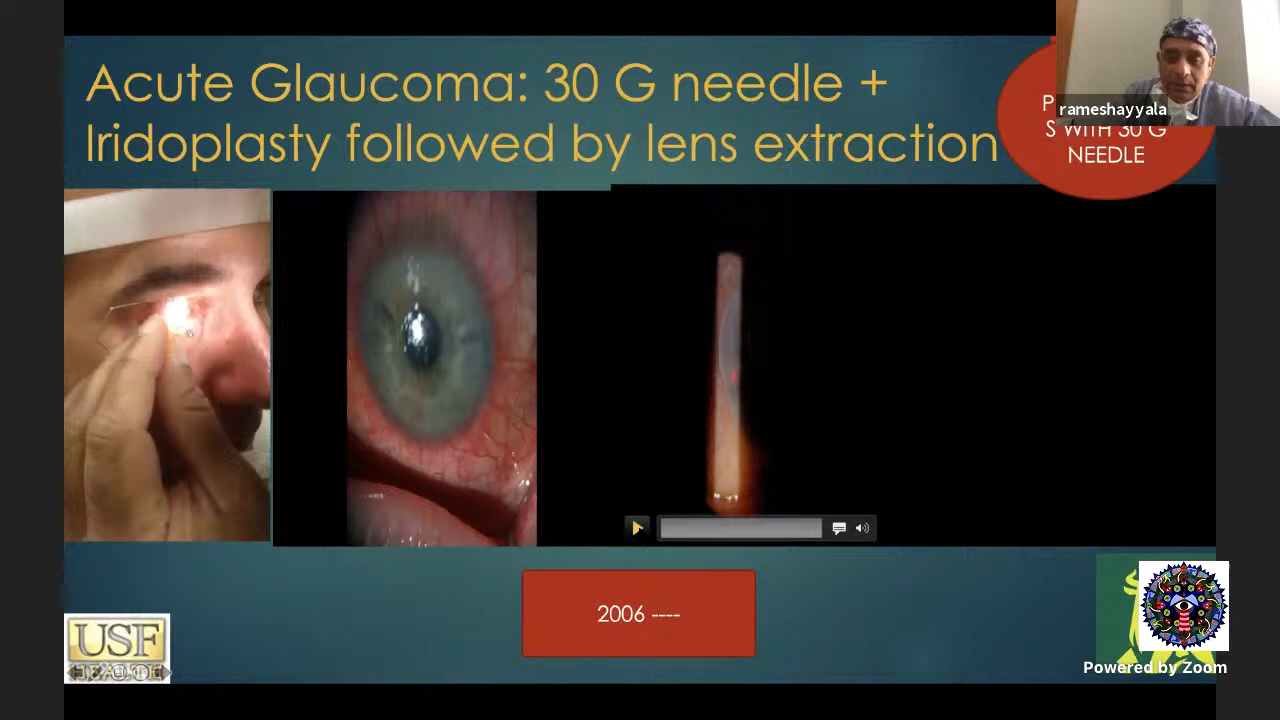 Acute Glaucoma: 30 G needle +
Iridoplasty followed by lens extraction
rameshayyala
P
S WITH 30 G
NEEDLE
2006 ----
USF
Powered by Zoom